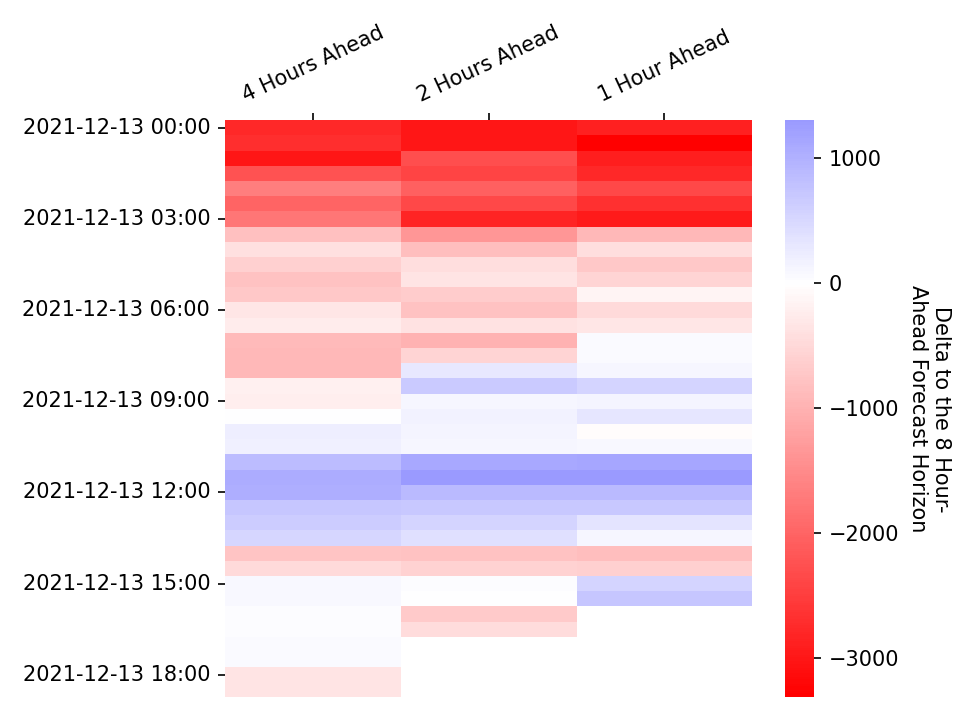 4 Hours Ahead
2 Hours Ahead
1 Hour Ahead
2021-12-13 00:00
2021-12-13 03:00
2021-12-13 06:00
2021-12-13 09:00
2021-12-13 12:00
2021-12-13 15:00
2021-12-13 18:00
1000
0
−1000
−2000
−3000
Delta to the 8 Hour-
Ahead Forecast Horizon